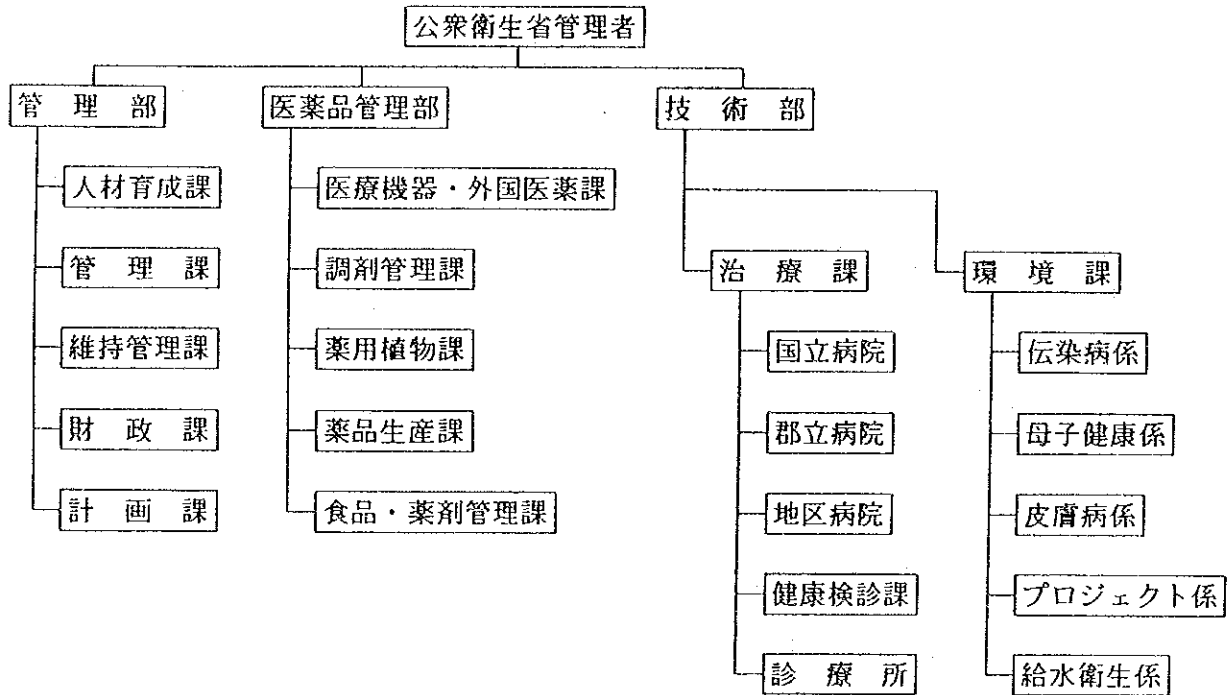 公衆衛生省管理者
管理部
医薬品管理部
技術部
人材育成課
管理課
維持管理課
財政課
計画課
医療機器・外国医薬課
調剤管理課
薬用植物課
薬品生産課
食品・薬剤管理課
治療課
国立病院
郡立病院
地区病院
健康検診課
診療所
環境課
伝染病係
母子健康係
皮膚病係
プロジェクト係
給水衛生係